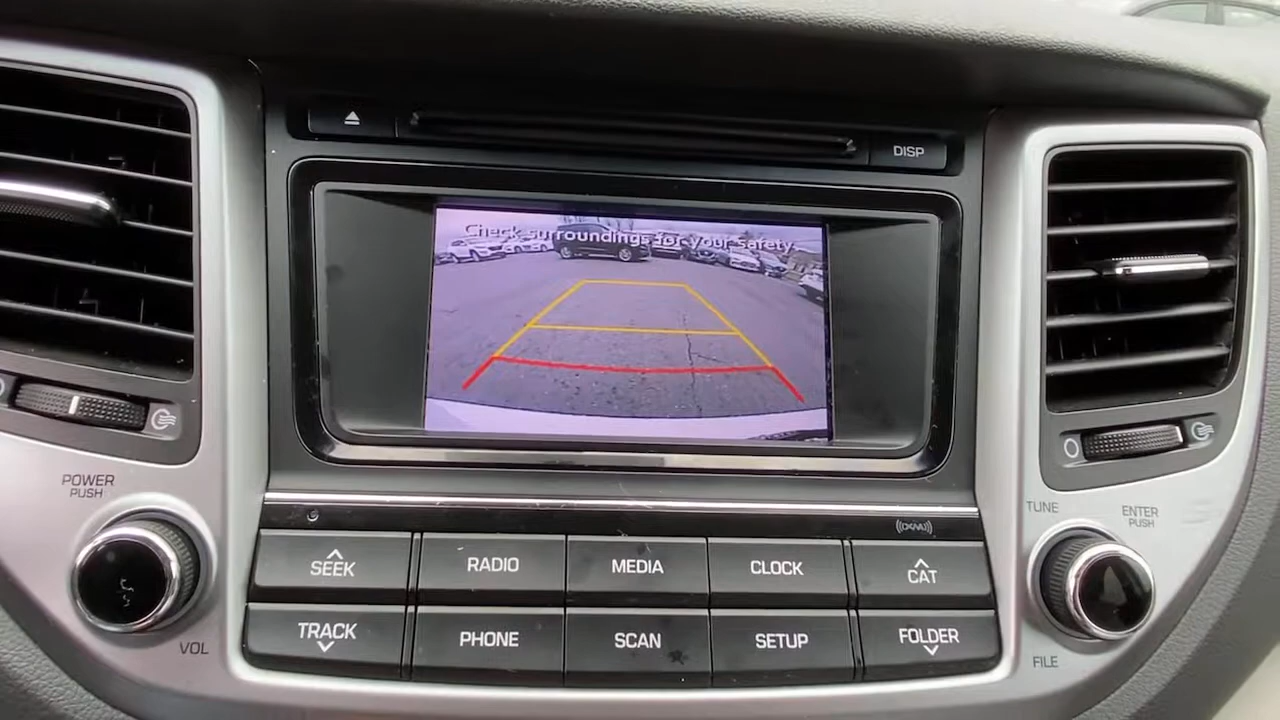 DISP
Check surroundings for your safety
POWER
PUSH
TUNE
ENTER
PUSH
((XM))
SEEK
RADIO
MEDIA
CLOCK
CAT
TRACK
PHONE
SCAN
SETUP
FOLDER
VOL
FILE